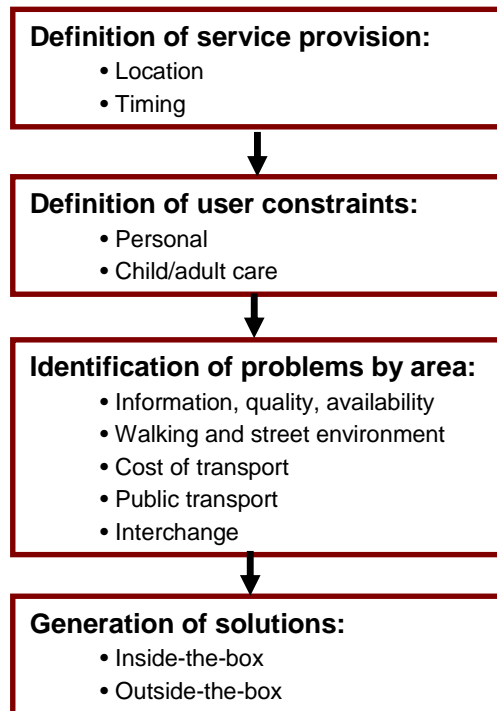 Definition of service provision:
• Location
• Timing
Definition of user constraints:
• Personal
• Child/adult care
Identification of problems by area:
• Information, quality, availability
• Walking and street environment
• Cost of transport
• Public transport
• Interchange
Generation of solutions:
• Inside-the-box
• Outside-the-box